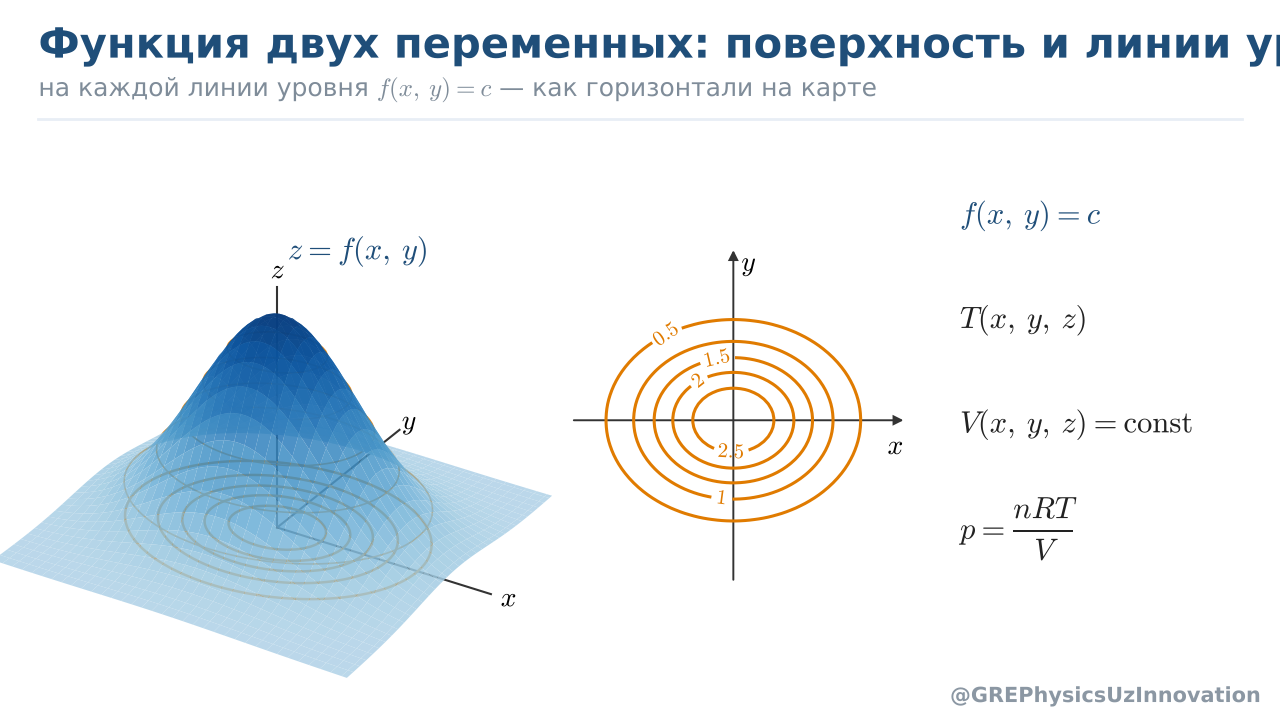 Функция двух переменных: поверхность и линии
на каждой линии уровня f(x, y) = c — как горизонтали на карте
z = f(x, y)
z
y
x
y
x
0.5
1.5
2
2.5
1
f(x, y) = c
T(x, y, z)
V(x, y, z) = const
p = nRT / V
@GREPhysicsUzInnovation